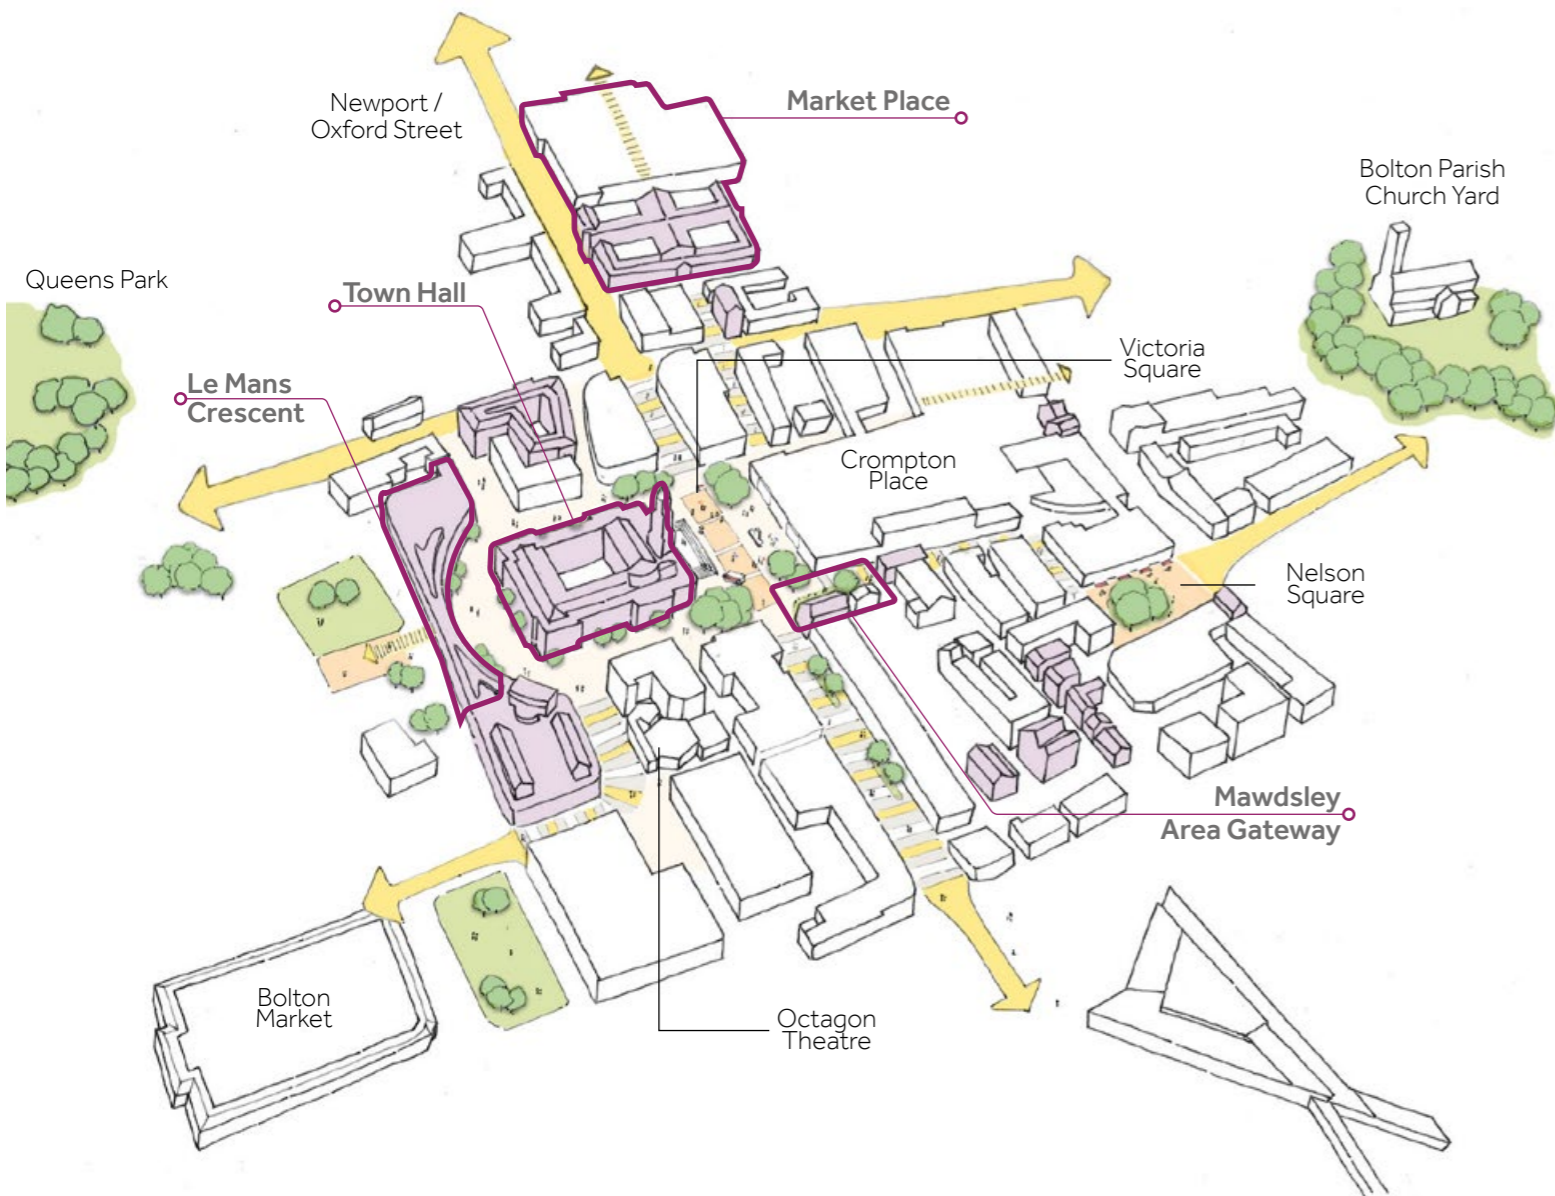 Newport /
Oxford Street
Market Place
Bolton Parish
Church Yard
Queens Park
Town Hall
Victoria
Square
Le Mans
Crescent
Crompton
Place
Nelson
Square
Mawdsley
Area Gateway
Bolton
Market
Octagon
Theatre